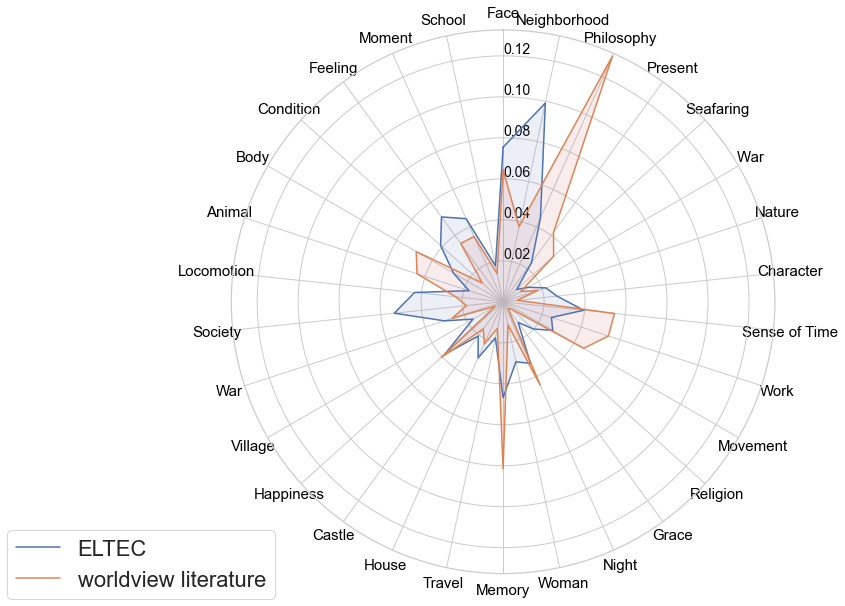 Face
Neighborhood
Philosophy
Present
Seafaring
War
Nature
Character
Sense of Time
Work
Movement
Religion
Grace
Night
Woman
Memory
Travel
House
Castle
Happiness
Village
War
Society
Locomotion
Animal
Body
Condition
Feeling
Moment
School
0.12
0.10
0.08
0.06
0.04
0.02
ELTEC
worldview literature